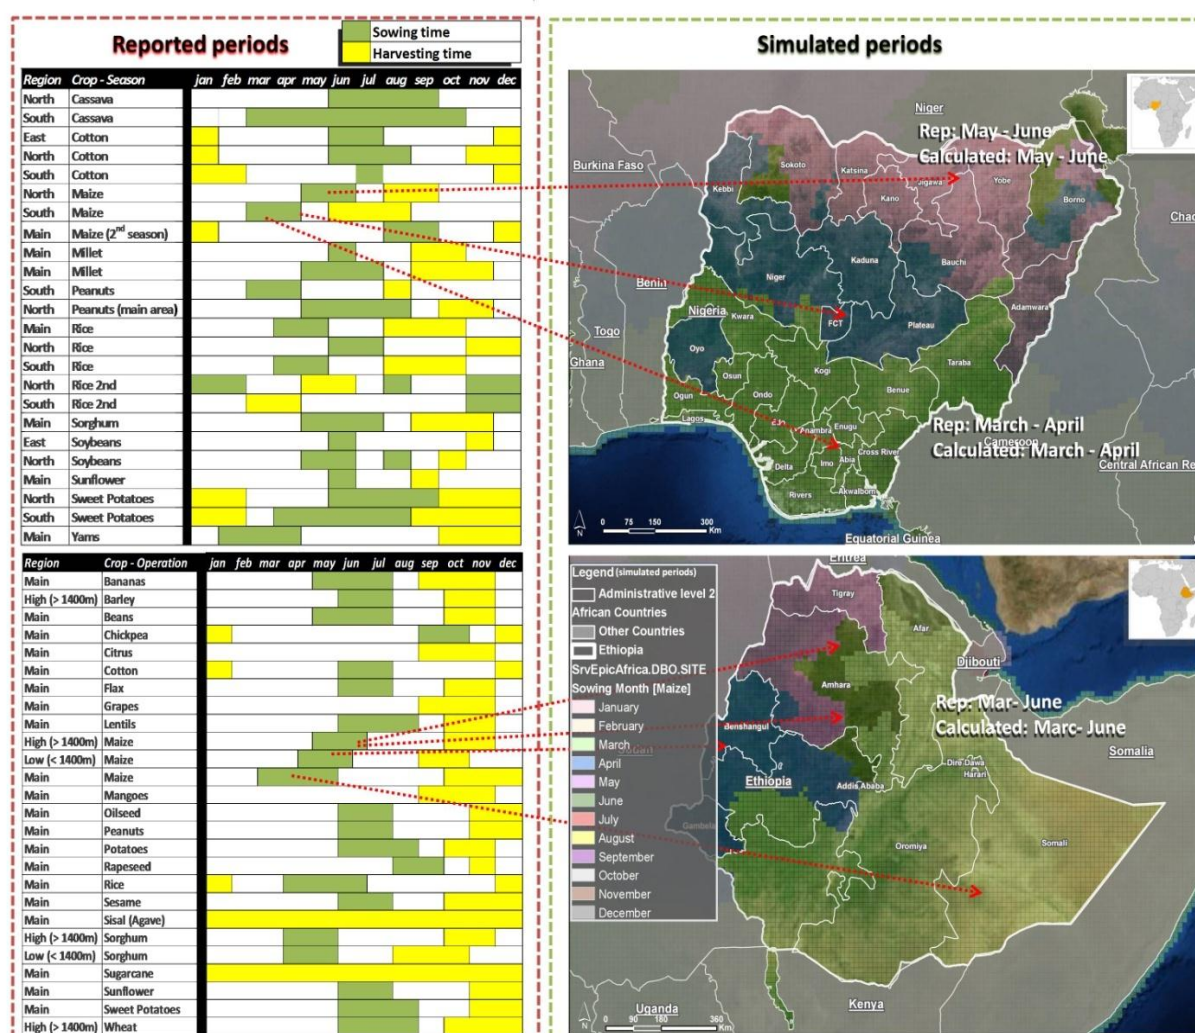 Reported periods
Sowing time
Harvesting time
Region Crop - Season jan feb mar apr may jun jul aug sep oct nov dec
North Cassava
South Cassava
East Cotton
North Cotton
South Cotton
North Maize
South Maize
Main Maize (2nd season)
Main Millet
Main Millet
South Peanuts
North Peanuts (main area)
Main Rice
North Rice
South Rice
North Rice 2nd
South Rice 2nd
Main Sorghum
East Soybeans
North Soybeans
Main Sunflower
North Sweet Potatoes
South Sweet Potatoes
Main Yams
Region Crop - Operation jan feb mar apr may jun jul aug sep oct nov dec
Main Bananas
High (> 1400m) Barley
Main Beans
Main Chickpea
Main Citrus
Main Cotton
Main Flax
Main Grapes
Main Lentils
High (> 1400m) Maize
Low (< 1400m) Maize
Main Maize
Main Mangoes
Main Oilseed
Main Peanuts
Main Potatoes
Main Rapeseed
Main Rice
Main Sesame
Main Sisal (Agave)
High (> 1400m) Sorghum
Low (< 1400m) Sorghum
Main Sugarcane
Main Sunflower
Main Sweet Potatoes
High (> 1400m) Wheat
Simulated periods
Niger
Rep: May - June
Calculated: May - June
Burkina Faso
Sokoto
Katsina
Jigawa
Yobe
Kebbi
Kano
Borno
Bauchi
Kaduna
Niger
Benin
Adamwara
Nigeria
Kwara
FCT
Plateau
Togo
Ghana
Oyo
Taraba
Osun
Kogi
Benue
Ogun
Ondo
Lagos
Anambra
Enugu
Rep: March - April
Cameroon
Calculated: March - April
Central African Re
Cross River
Abia
Imo
Delta
Rivers
Akwaibom
N
0 75 150 300
Km
Equatorial Guinea
Eritrea
Legend (simulated periods)
Administrative level 2
African Countries
Other Countries
Ethiopia
SrvEpicAfrica.DBO.SITE
Sowing Month [Maize]
January
February
March
April
May
June
July
August
September
October
November
December
Tigray
Afar
Djibouti
Amhara
Rep: Mar- June
Calculated: Marc- June
Benshangul
Somalia
Dire Dawa
Harari
Ethiopia
Addis Ababa
Gambela
Oromiya
Somali
Uganda
Kenya
N
0 90 180 360
Km